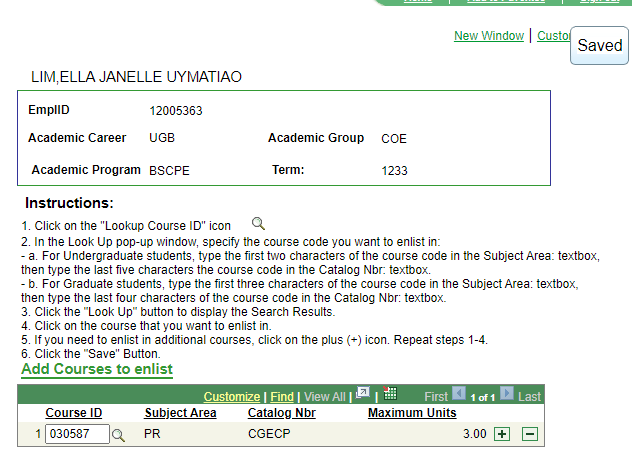 New Window | Custo
Saved
LIM,ELLA JANELLE UYMATIAO
EmplID 12005363
Academic Career UGB Academic Group COE
Academic Program BSCPE Term: 1233
Instructions:
1. Click on the "Lookup Course ID" icon
2. In the Look Up pop-up window, specify the course code you want to enlist in:
- a. For Undergraduate students, type the first two characters of the course code in the Subject Area: textbox,
then type the last five characters the course code in the Catalog Nbr: textbox.
- b. For Graduate students, type the first three characters of the course code in the Subject Area: textbox,
then type the last four characters of the course code in the Catalog Nbr: textbox.
3. Click the "Look Up" button to display the Search Results.
4. Click on the course that you want to enlist in.
5. If you need to enlist in additional courses, click on the plus (+) icon. Repeat steps 1-4.
6. Click the "Save" Button.
Add Courses to enlist
Customize | Find | View All | | First 1 of 1 Last
Course ID Subject Area Catalog Nbr Maximum Units
1 030587 PR CGECP 3.00